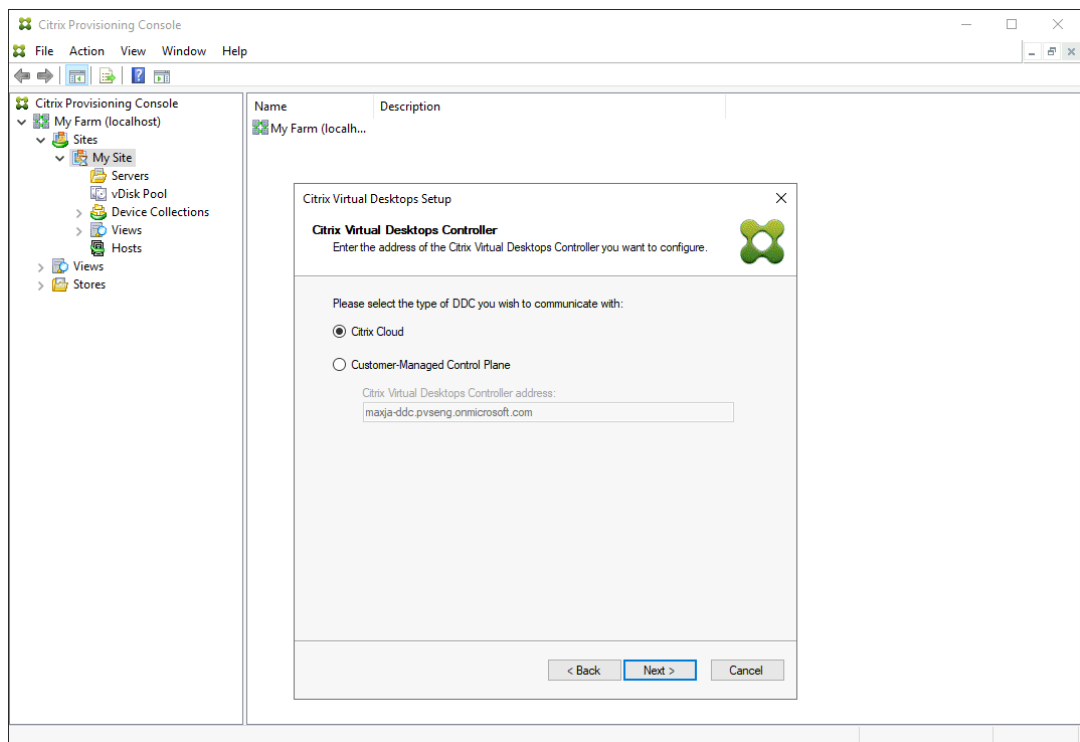 Citrix Provisioning Console
File Action View Window Help
Citrix Provisioning Console
My Farm (localhost)
Sites
My Site
Servers
vDisk Pool
Device Collections
Views
Hosts
Views
Stores
Name Description
My Farm (localh...
Citrix Virtual Desktops Setup
Citrix Virtual Desktops Controller
Enter the address of the Citrix Virtual Desktops Controller you want to configure.
Please select the type of DDC you wish to communicate with:
Citrix Cloud
Customer-Managed Control Plane
Citrix Virtual Desktops Controller address:
maxja-ddc.pvseng.onmicrosoft.com
< Back Next > Cancel